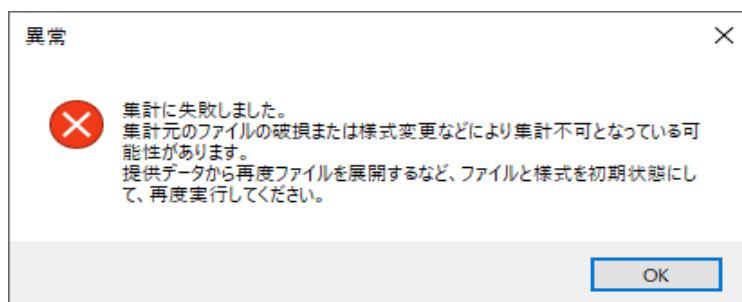 異常
集計に失敗しました。
集計元のファイルの破損または様式変更などにより集計不可となっている可
能性があります。
提供データから再度ファイルを展開するなど、ファイルと様式を初期状態にし
て、再度実行してください。
OK